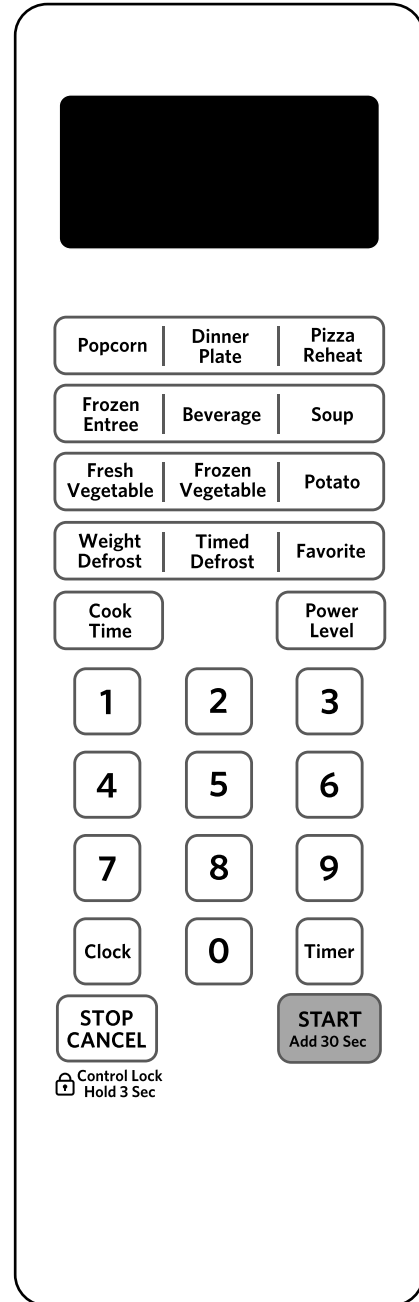 Popcorn
Dinner
Plate
Pizza
Reheat
Frozen
Entree
Beverage
Soup
Fresh
Vegetable
Frozen
Vegetable
Potato
Weight
Defrost
Timed
Defrost
Favorite
Cook
Time
Power
Level
1
2
3
4
5
6
7
8
9
Clock
0
Timer
STOP
CANCEL
START
Add 30 Sec
Control Lock
Hold 3 Sec